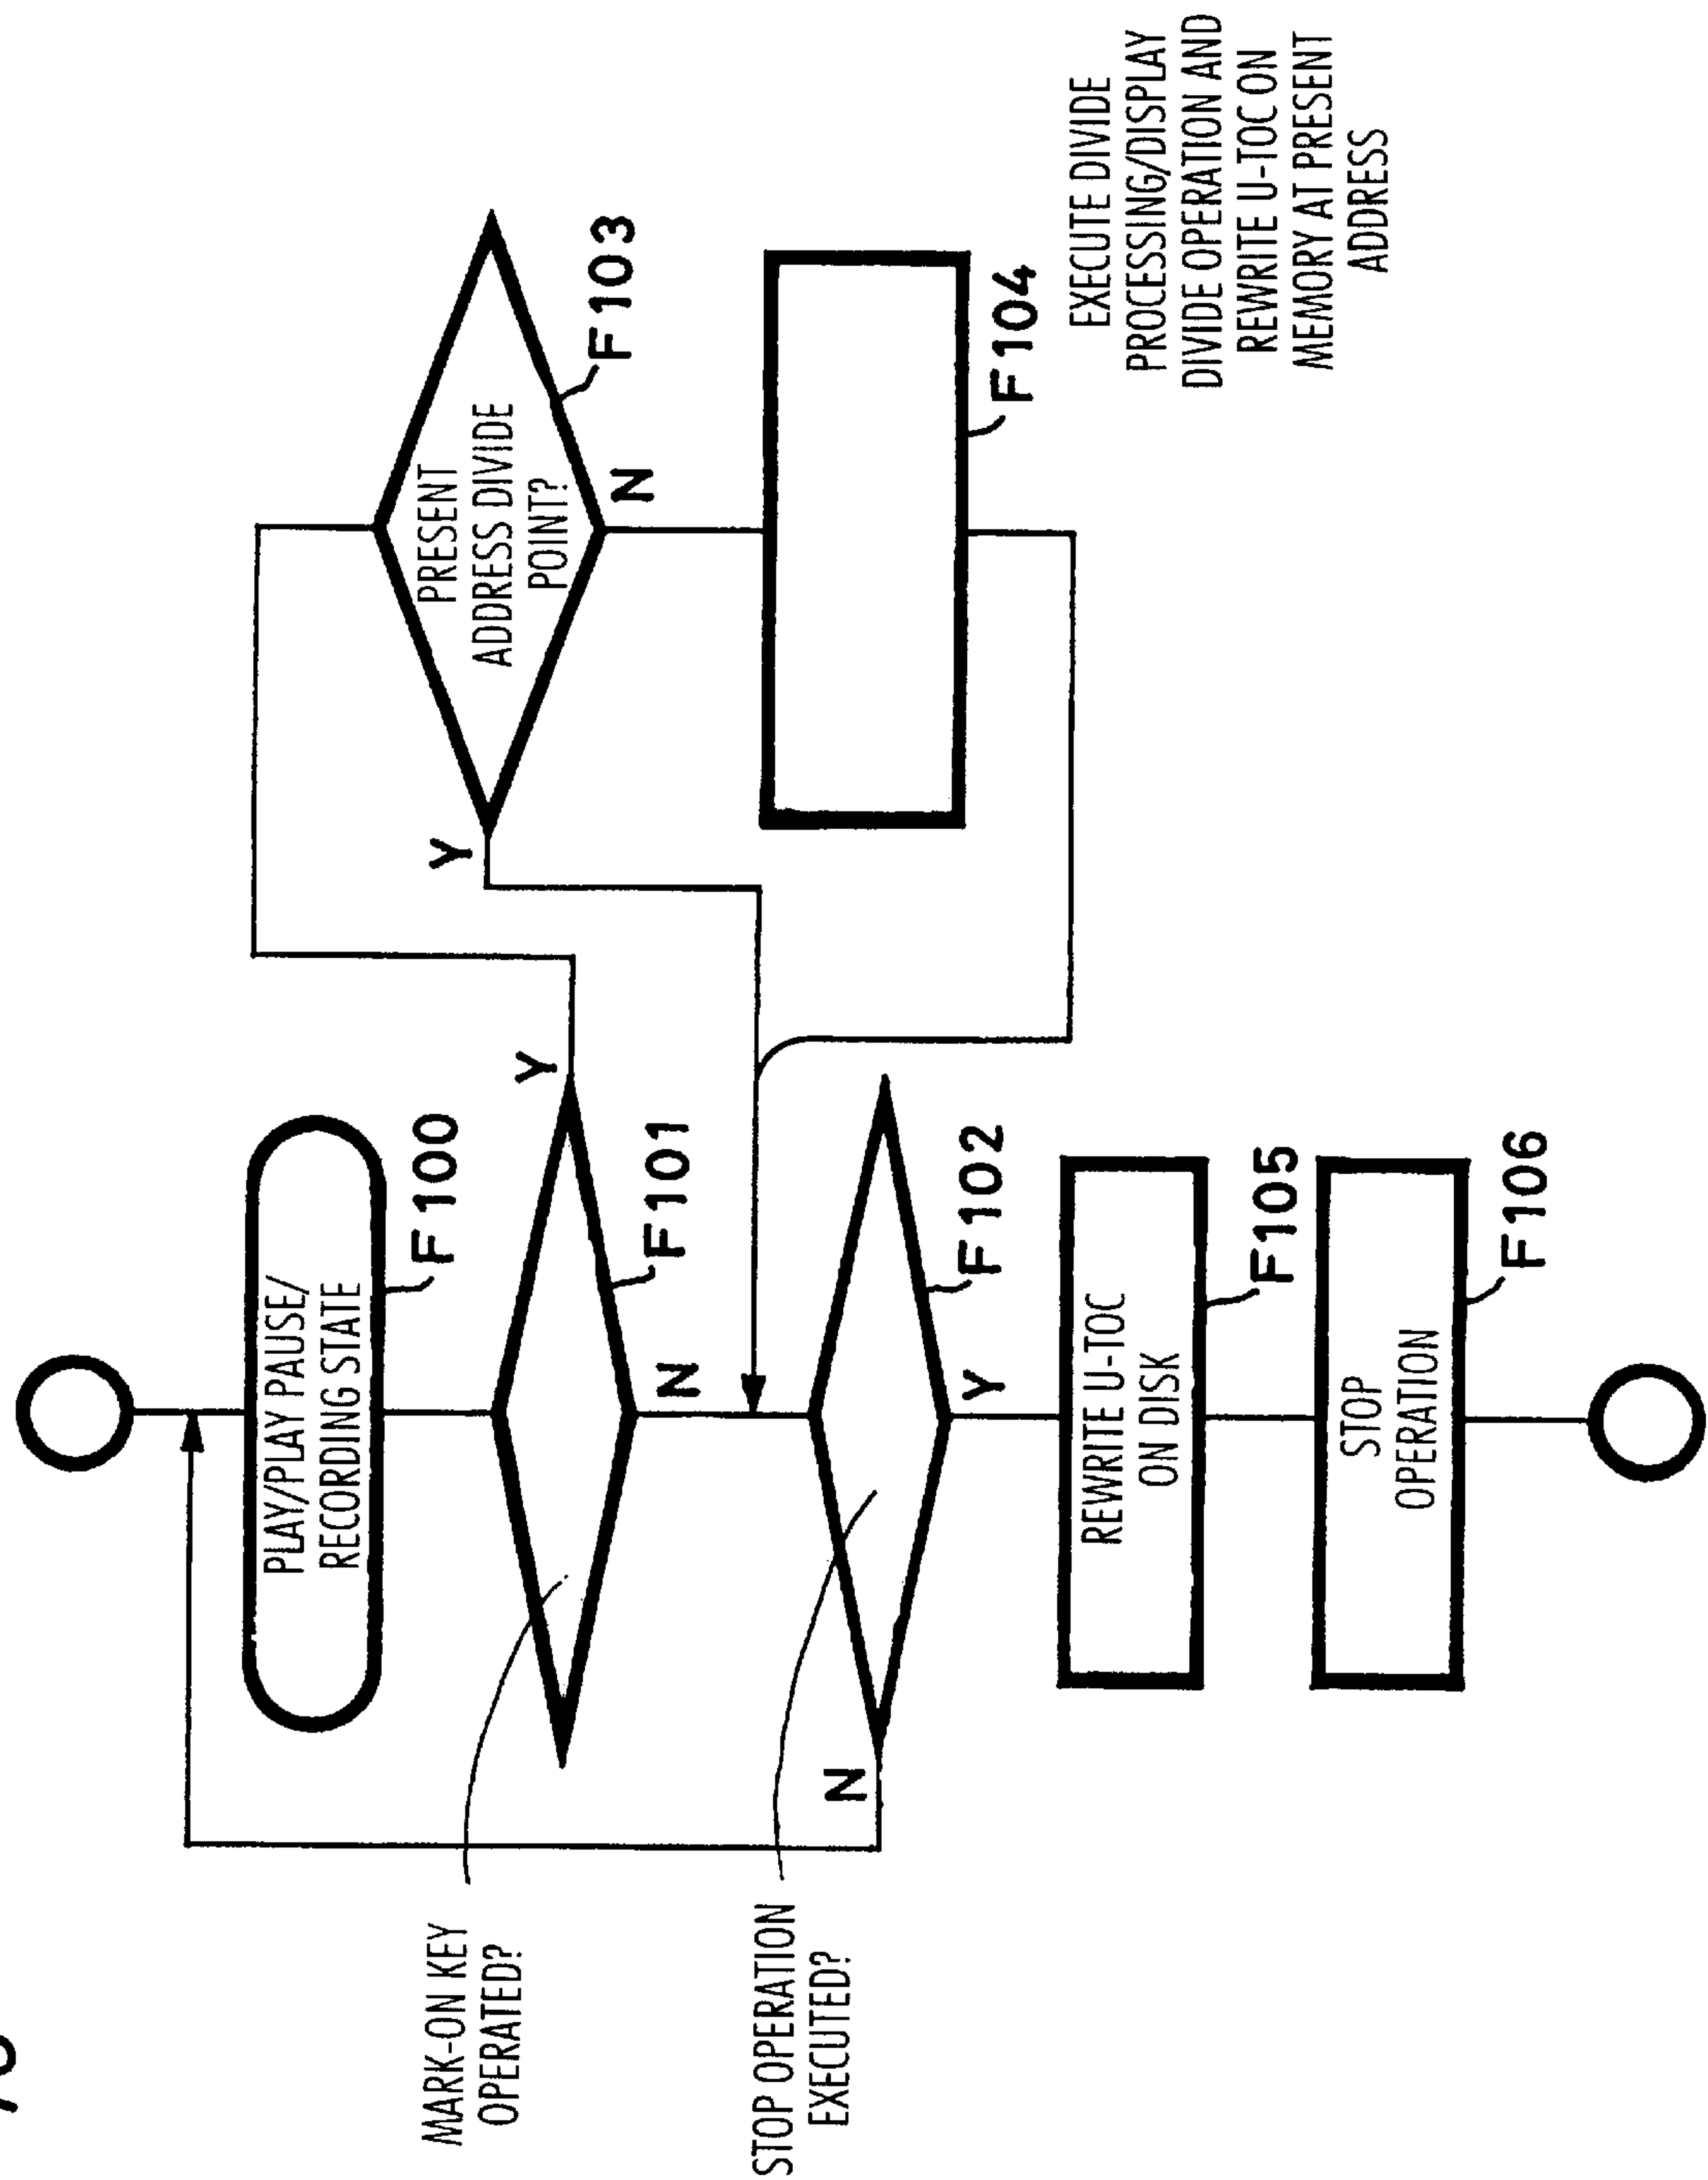 PLAY/PLAY PAUSE/
RECORDING STATE
F100
MARK-ON KEY
OPERATED?
Y
F101
N
STOP OPERATION
EXECUTED?
N
F102
Y
REWRITE U-TOC
ON DISK
F105
STOP
OPERATION
F106
PRESENT
ADDRESS DIVIDE
POINT?
Y
F103
N
F104
EXECUTE DIVIDE
PROCESSING/DISPLAY
DIVIDE OPERATION AND
REWRITE U-TOC ON
MEMORY AT PRESENT
ADDRESS